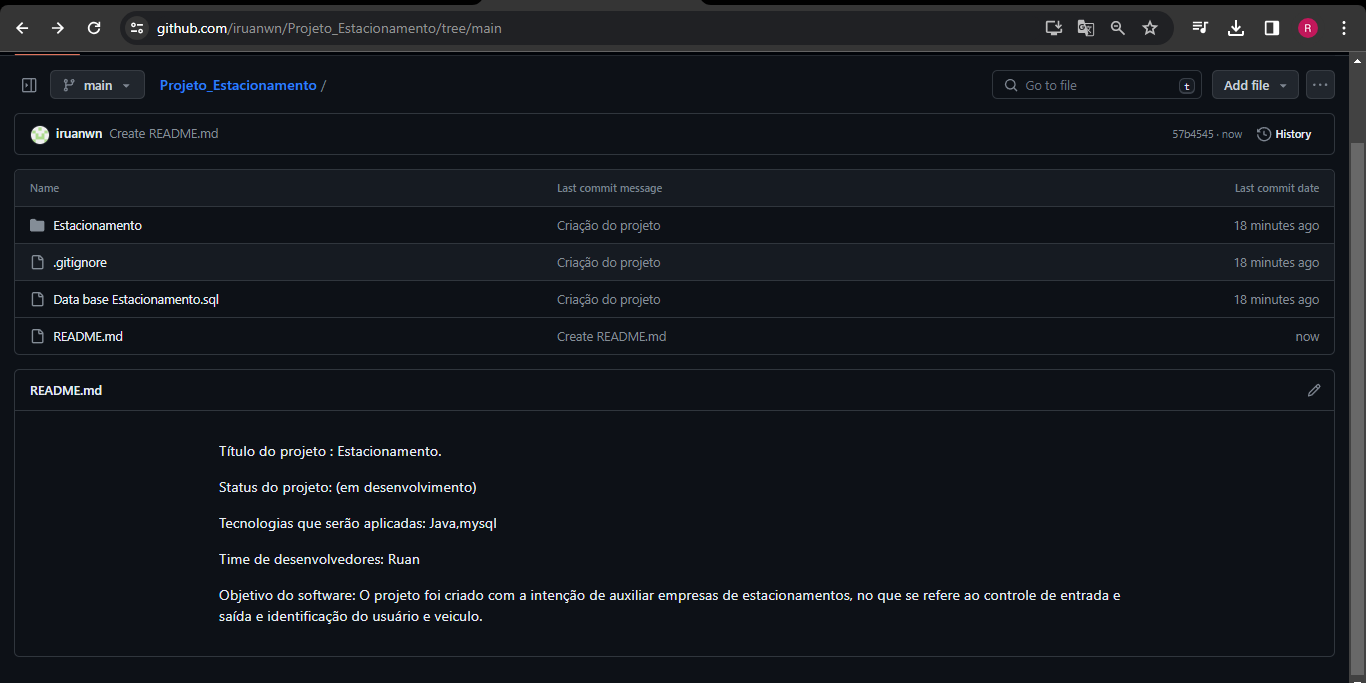 github.com/iruanwn/Projeto_Estacionamento/tree/main
R
main
Projeto_Estacionamento /
Go to file
t
Add file
iruanwn Create README.md
57b4545 · now
History
Name Last commit message Last commit date
Estacionamento Criação do projeto 18 minutes ago
.gitignore Criação do projeto 18 minutes ago
Data base Estacionamento.sql Criação do projeto 18 minutes ago
README.md Create README.md now
README.md
Título do projeto : Estacionamento.
Status do projeto: (em desenvolvimento)
Tecnologias que serão aplicadas: Java,mysql
Time de desenvolvedores: Ruan
Objetivo do software: O projeto foi criado com a intenção de auxiliar empresas de estacionamentos, no que se refere ao controle de entrada e
saída e identificação do usuário e veiculo.